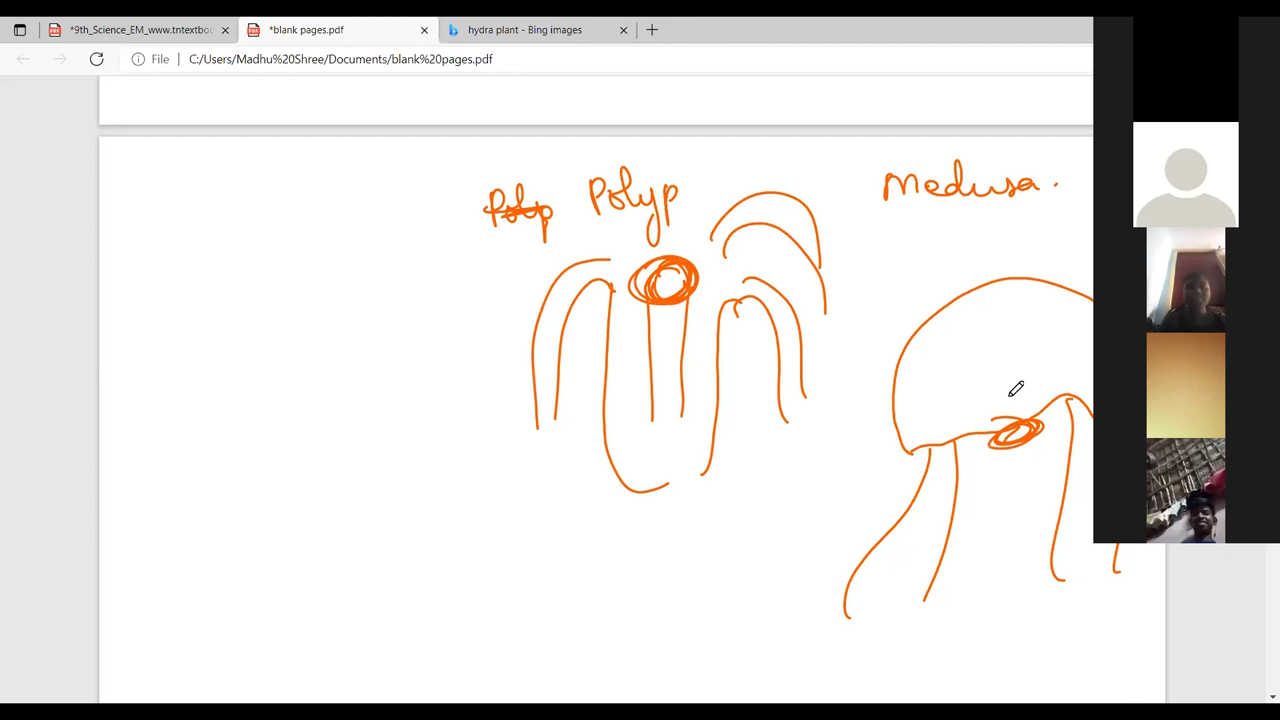 *9th_Science_EM_www.tntextboo
*blank pages.pdf
hydra plant - Bing images
File
C:/Users/Madhu%20Shree/Documents/blank%20pages.pdf
Polyp
Medusa.